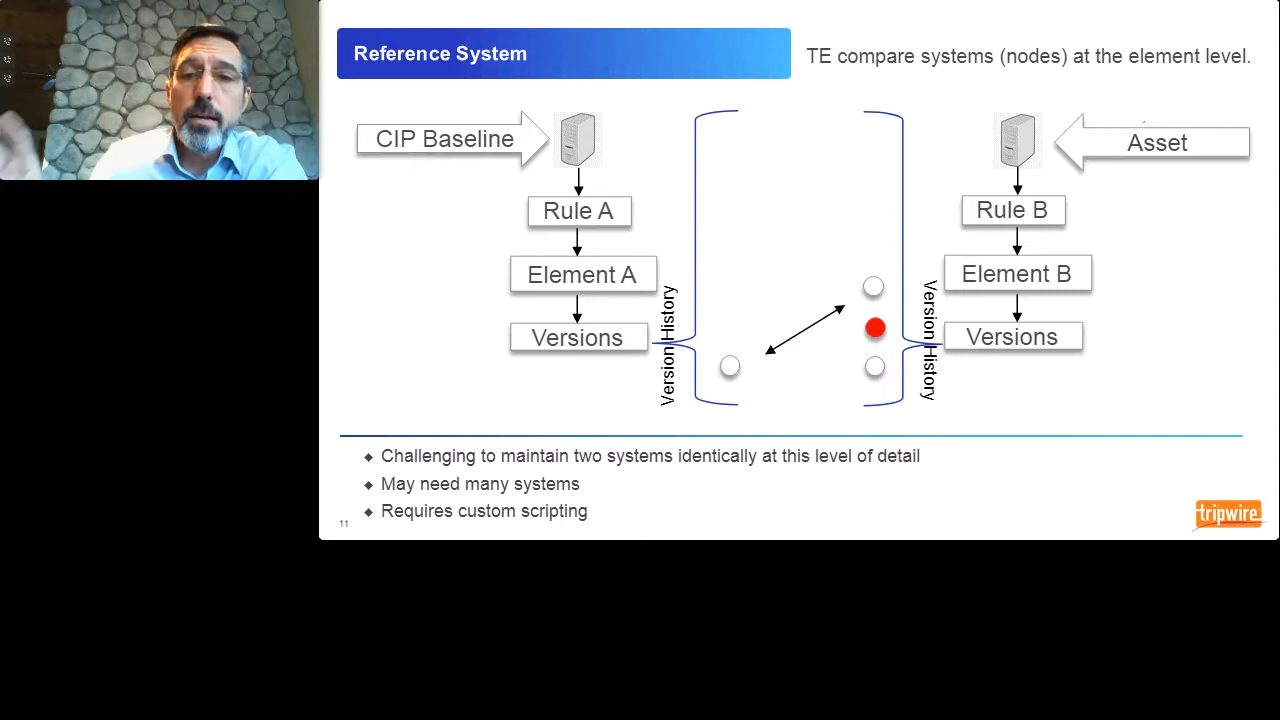 Reference System
TE compare systems (nodes) at the element level.
CIP Baseline
Asset
Rule A
Rule B
Element A
Element B
Versions
Versions
Version History
Version History
Challenging to maintain two systems identically at this level of detail
May need many systems
Requires custom scripting
11
tripwire